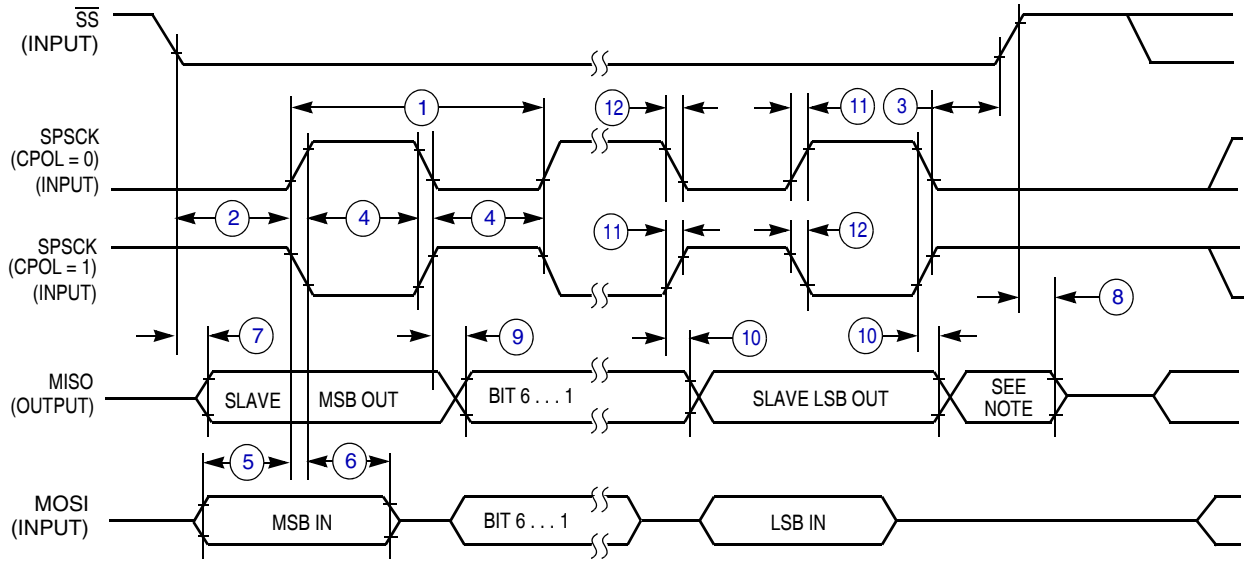 SS
(INPUT)
1
12
11
3
SPSCK
(CPOL = 0)
(INPUT)
2
4
4
SPSCK
(CPOL = 1)
(INPUT)
11
12
7
9
10
10
8
MISO
(OUTPUT)
SLAVE
MSB OUT
BIT 6 . . . 1
SLAVE LSB OUT
SEE
NOTE
5
6
MOSI
(INPUT)
MSB IN
BIT 6 . . . 1
LSB IN